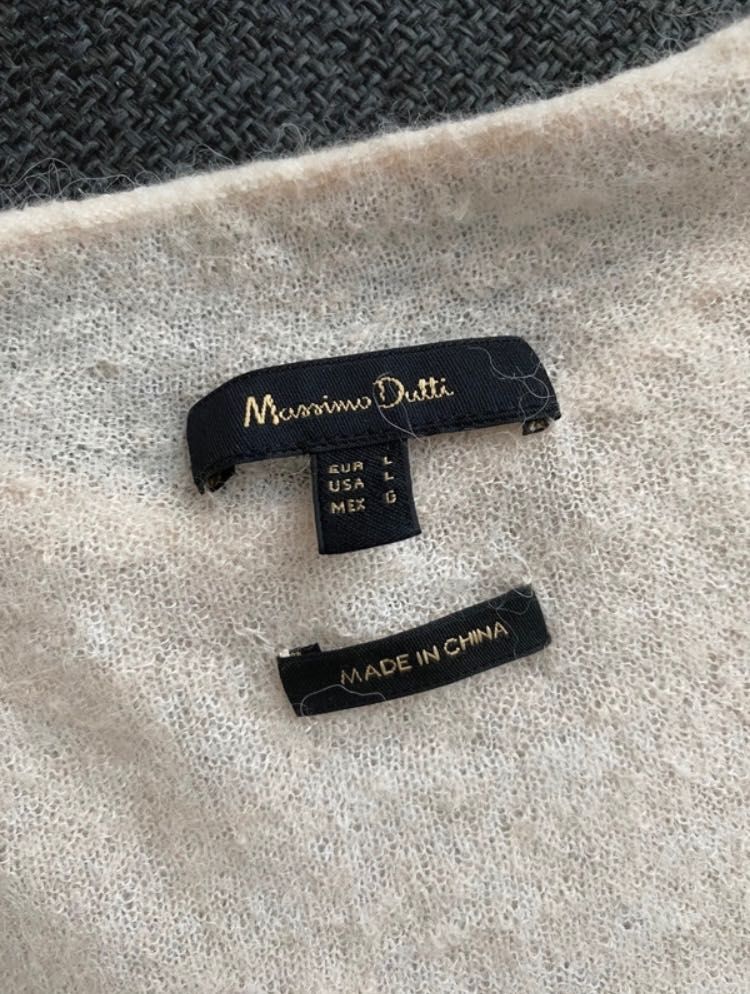 Massimo Dutti
EUR L
USA L
MEX G
MADE IN CHINA